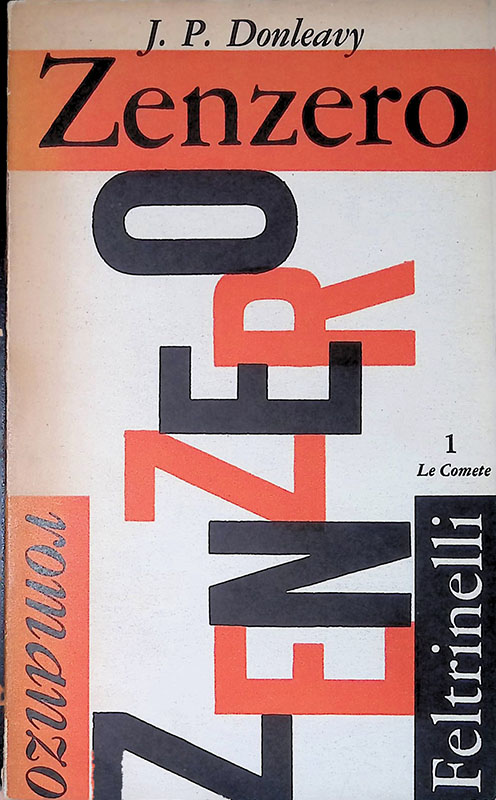 J. P. Donleavy
Zenzero
ZENZERO
1
Le Comete
romanzo
Feltrinelli